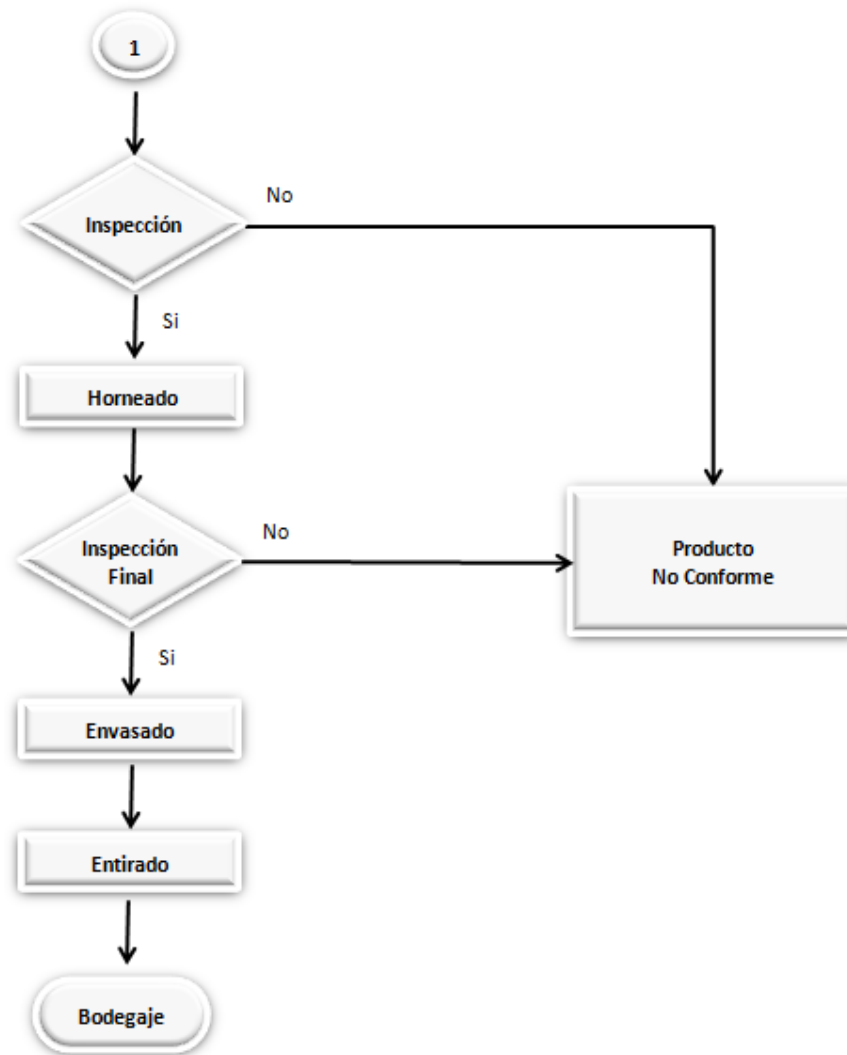 1
Inspección
No
Si
Horneado
Inspección
Final
No
Producto
No Conforme
Si
Envasado
Entirado
Bodegaje